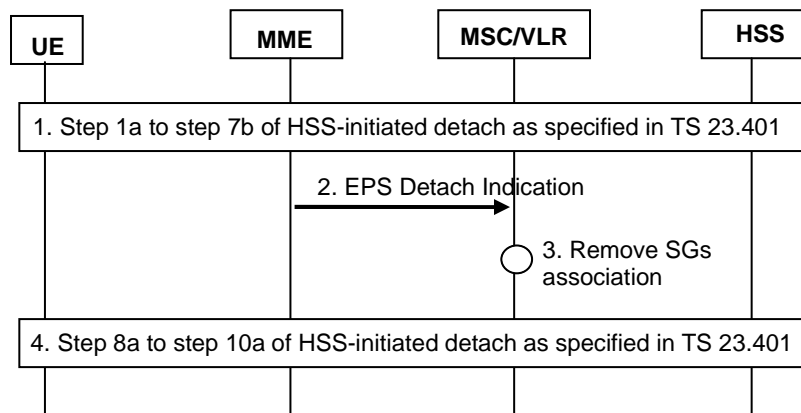 UE
MME
MSC/VLR
HSS
1. Step 1a to step 7b of HSS-initiated detach as specified in TS 23.401
2. EPS Detach Indication
3. Remove SGs
association
4. Step 8a to step 10a of HSS-initiated detach as specified in TS 23.401